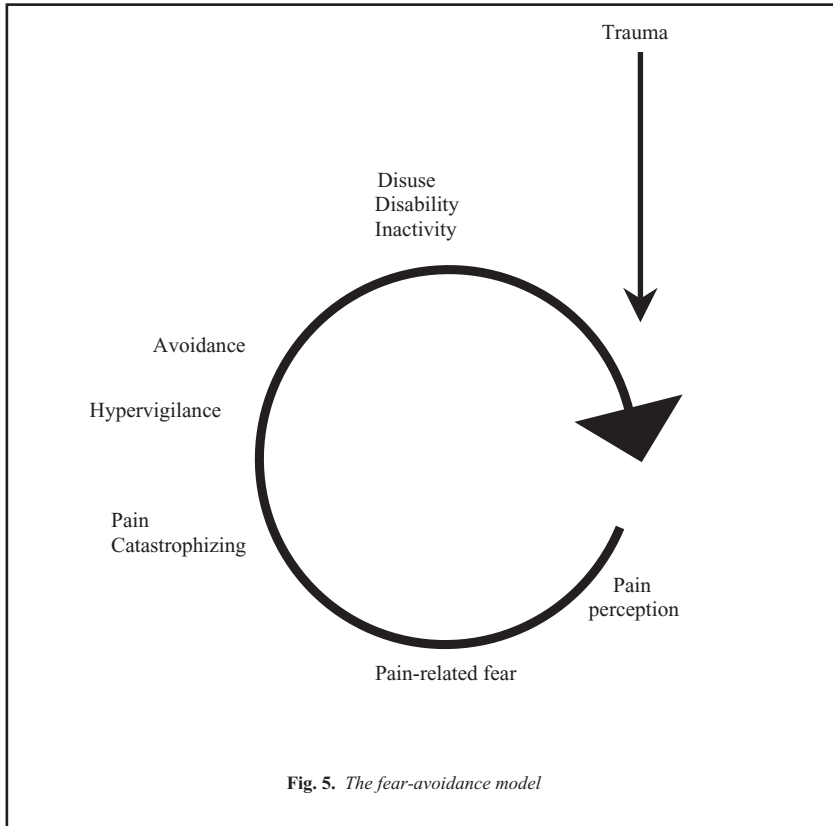 Trauma
Disuse
Disability
Inactivity
Avoidance
Hypervigilance
Pain
Catastrophizing
Pain
perception
Pain-related fear
Fig. 5. The fear-avoidance model